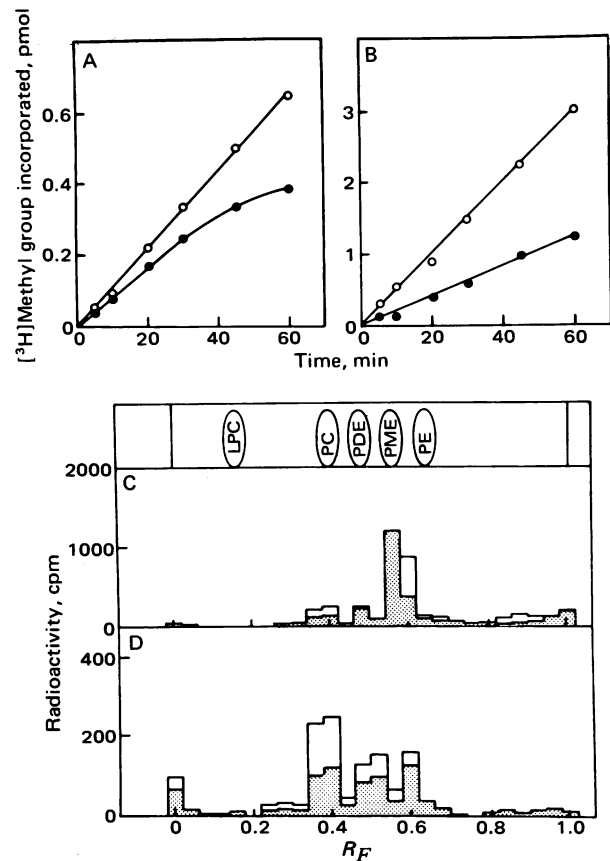 [³H]Methyl group incorporated, pmol
A
0.6
0.4
0.2
0
0 20 40 60
B
3
2
1
0
0 20 40 60
Time, min
LPC PC PDE PME PE
Radioactivity, cpm
2000
C
1000
0
D
400
200
0
0 0.2 0.4 0.6 0.8 1.0
RF